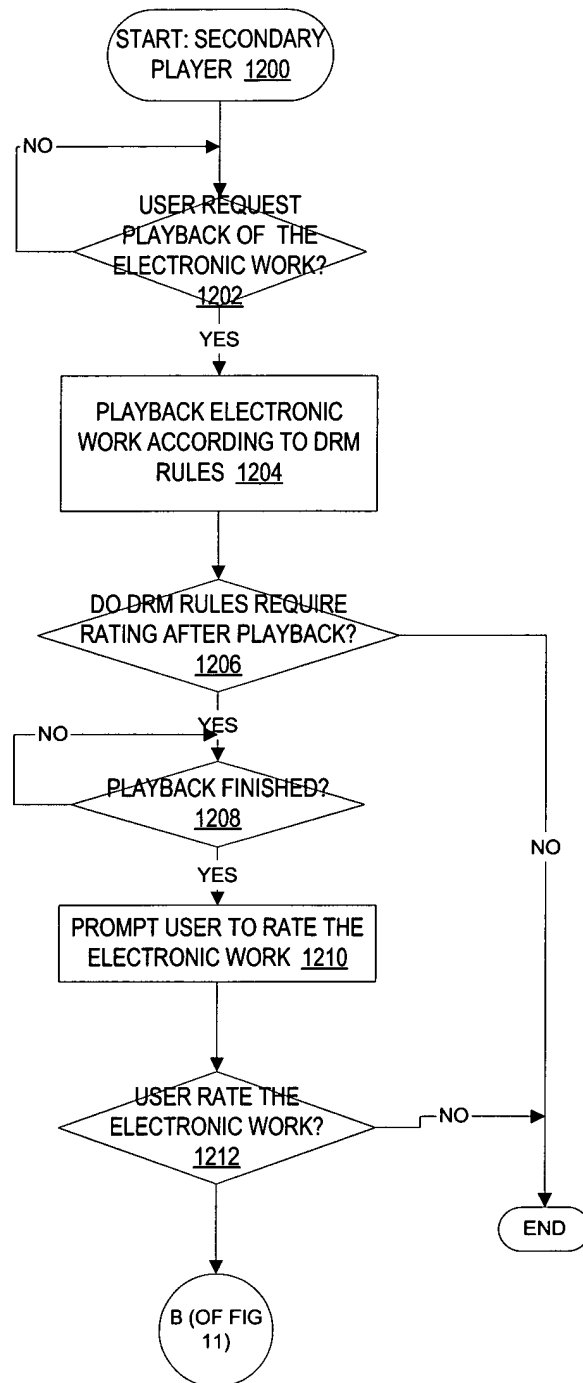 START: SECONDARY
PLAYER 1200
NO
USER REQUEST
PLAYBACK OF THE
ELECTRONIC WORK?
1202
YES
PLAYBACK ELECTRONIC
WORK ACCORDING TO DRM
RULES 1204
DO DRM RULES REQUIRE
RATING AFTER PLAYBACK?
1206
YES
NO
PLAYBACK FINISHED?
1208
NO
YES
PROMPT USER TO RATE THE
ELECTRONIC WORK 1210
USER RATE THE
ELECTRONIC WORK?
1212
NO
END
B (OF FIG
11)